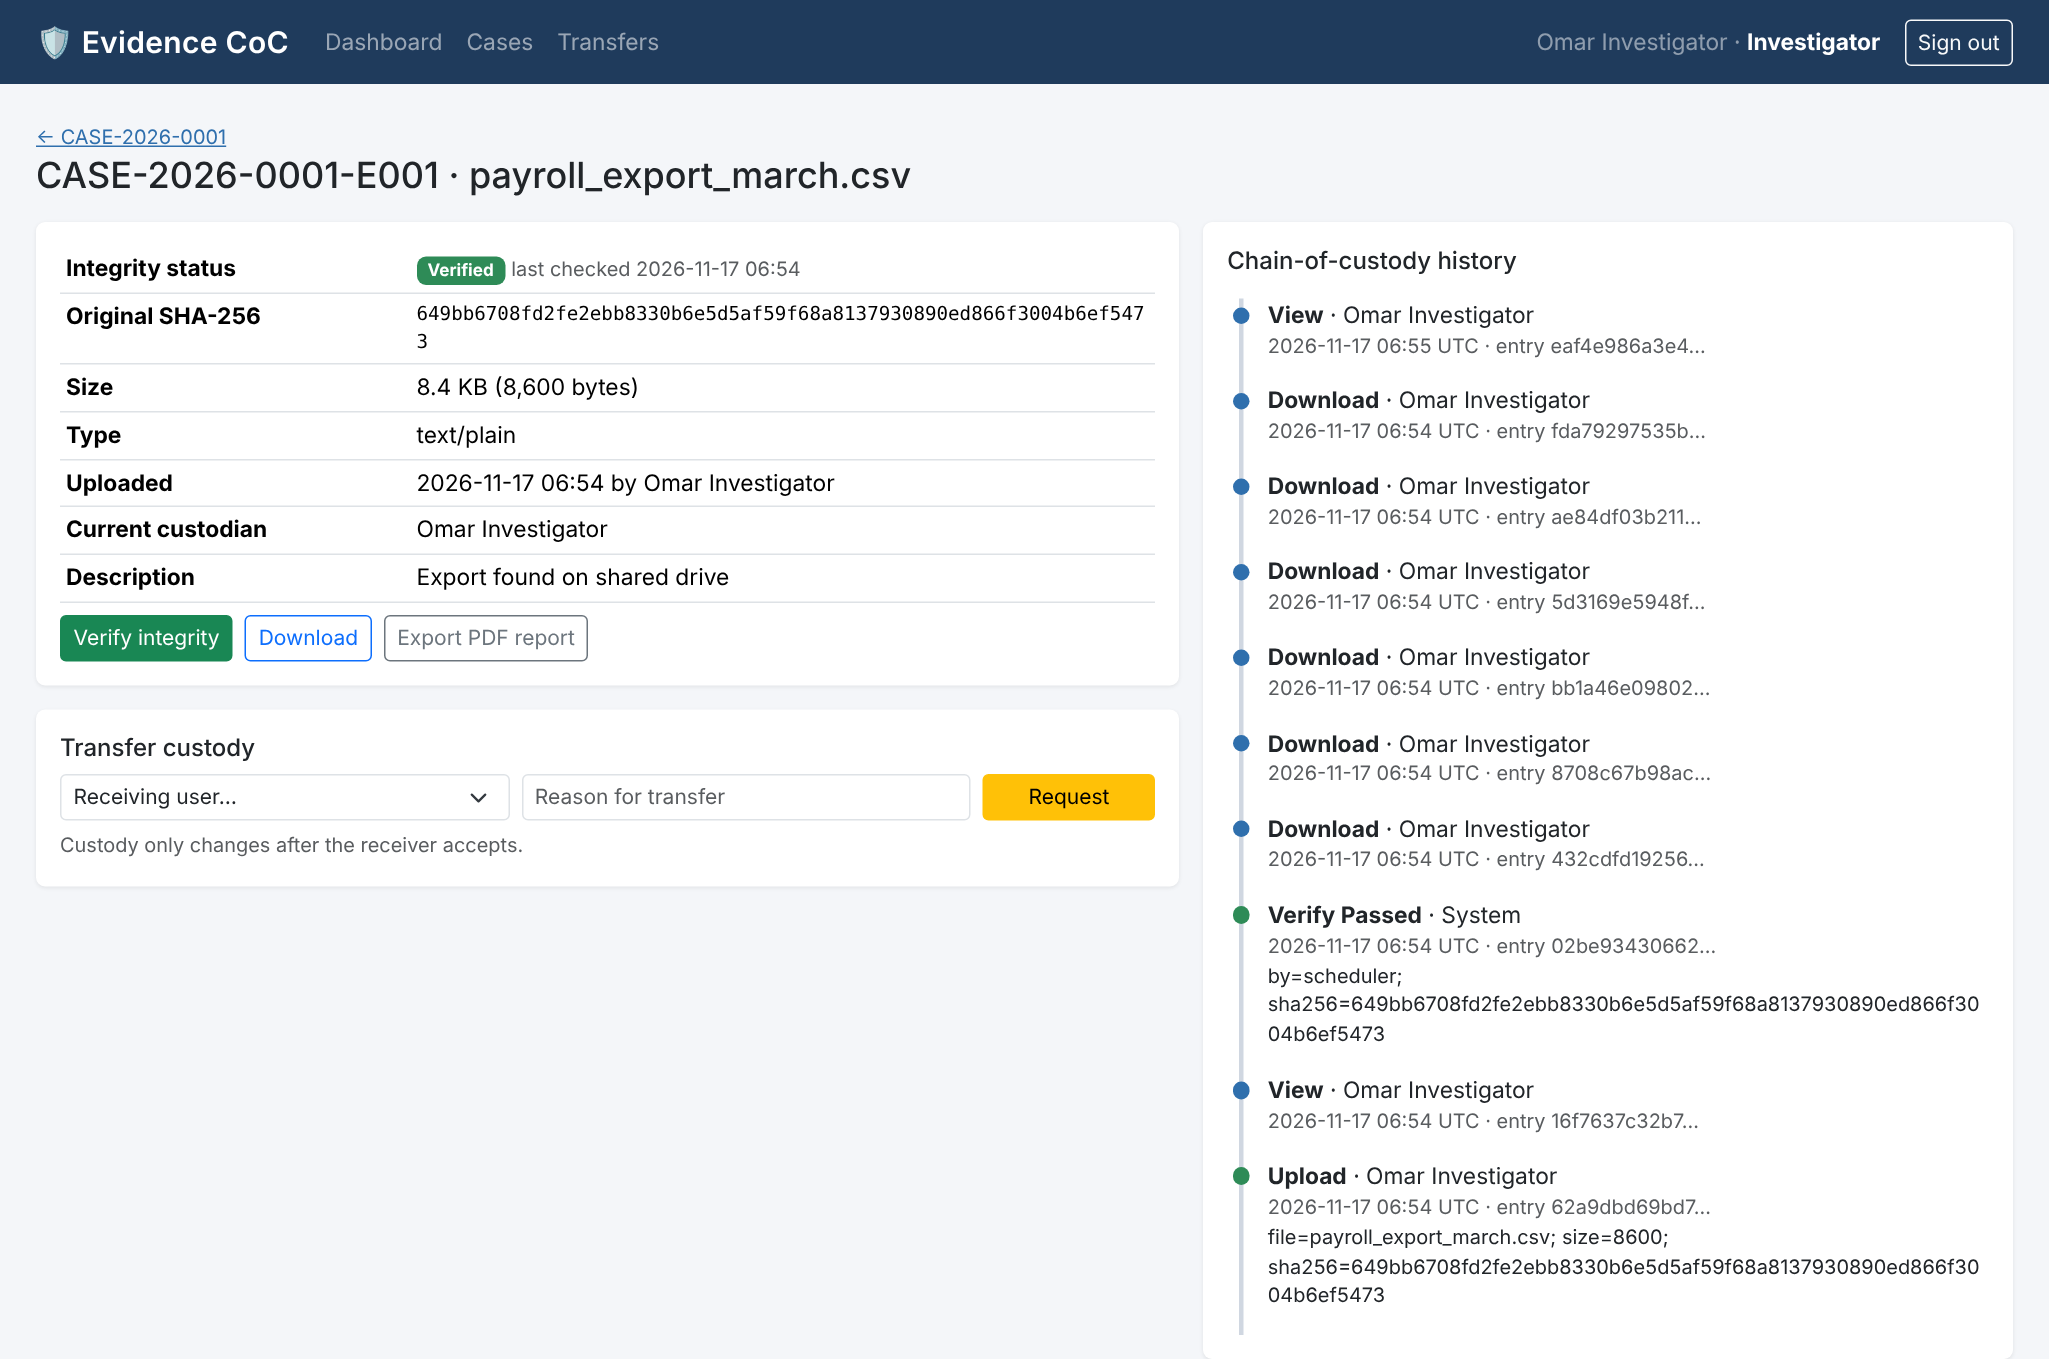 Evidence CoC Dashboard Cases Transfers Omar Investigator · Investigator Sign out
← CASE-2026-0001
CASE-2026-0001-E001 · payroll_export_march.csv
Integrity status Verified last checked 2026-11-17 06:54
Original SHA-256 649bb6708fd2fe2ebb8330b6e5d5af59f68a8137930890ed866f3004b6ef547
3
Size 8.4 KB (8,600 bytes)
Type text/plain
Uploaded 2026-11-17 06:54 by Omar Investigator
Current custodian Omar Investigator
Description Export found on shared drive
Verify integrity Download Export PDF report
Transfer custody
Receiving user... Reason for transfer Request
Custody only changes after the receiver accepts.
Chain-of-custody history
View · Omar Investigator
2026-11-17 06:55 UTC · entry eaf4e986a3e4...
Download · Omar Investigator
2026-11-17 06:54 UTC · entry fda79297535b...
Download · Omar Investigator
2026-11-17 06:54 UTC · entry ae84df03b211...
Download · Omar Investigator
2026-11-17 06:54 UTC · entry 5d3169e5948f...
Download · Omar Investigator
2026-11-17 06:54 UTC · entry bb1a46e09802...
Download · Omar Investigator
2026-11-17 06:54 UTC · entry 8708c67b98ac...
Download · Omar Investigator
2026-11-17 06:54 UTC · entry 432cdfd19256...
Verify Passed · System
2026-11-17 06:54 UTC · entry 02be93430662...
by=scheduler;
sha256=649bb6708fd2fe2ebb8330b6e5d5af59f68a8137930890ed866f30
04b6ef5473
View · Omar Investigator
2026-11-17 06:54 UTC · entry 16f7637c32b7...
Upload · Omar Investigator
2026-11-17 06:54 UTC · entry 62a9dbd69bd7...
file=payroll_export_march.csv; size=8600;
sha256=649bb6708fd2fe2ebb8330b6e5d5af59f68a8137930890ed866f30
04b6ef5473